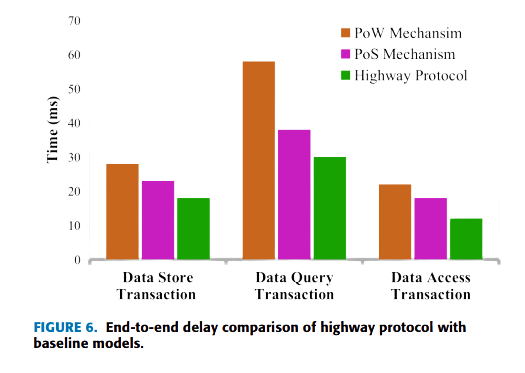 70
60
50
40
30
20
10
0
Time (ms)
PoW Mechansim
PoS Mechanism
Highway Protocol
Data Store
Transaction
Data Query
Transaction
Data Access
Transaction
FIGURE 6. End-to-end delay comparison of highway protocol with
baseline models.